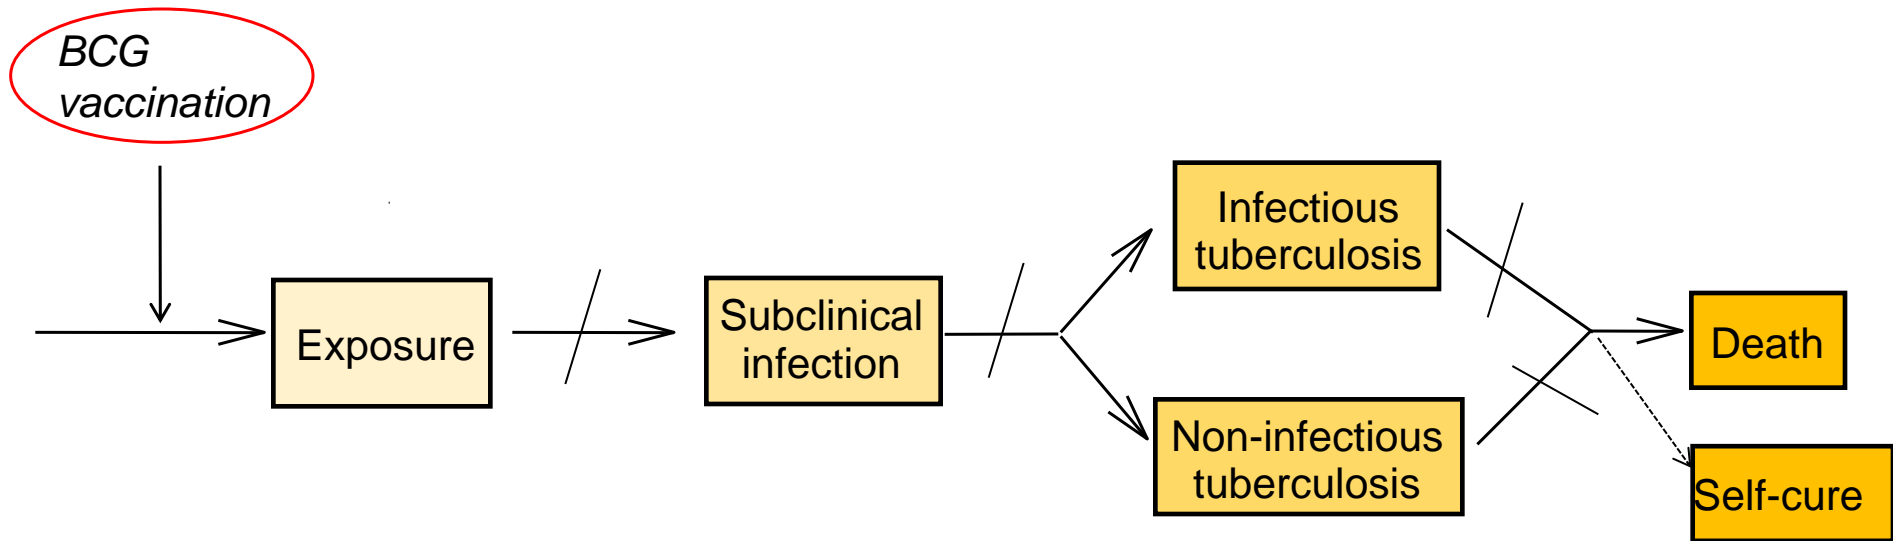 BCG
vaccination
Exposure
Subclinical
infection
Infectious
tuberculosis
Non-infectious
tuberculosis
Death
Self-cure